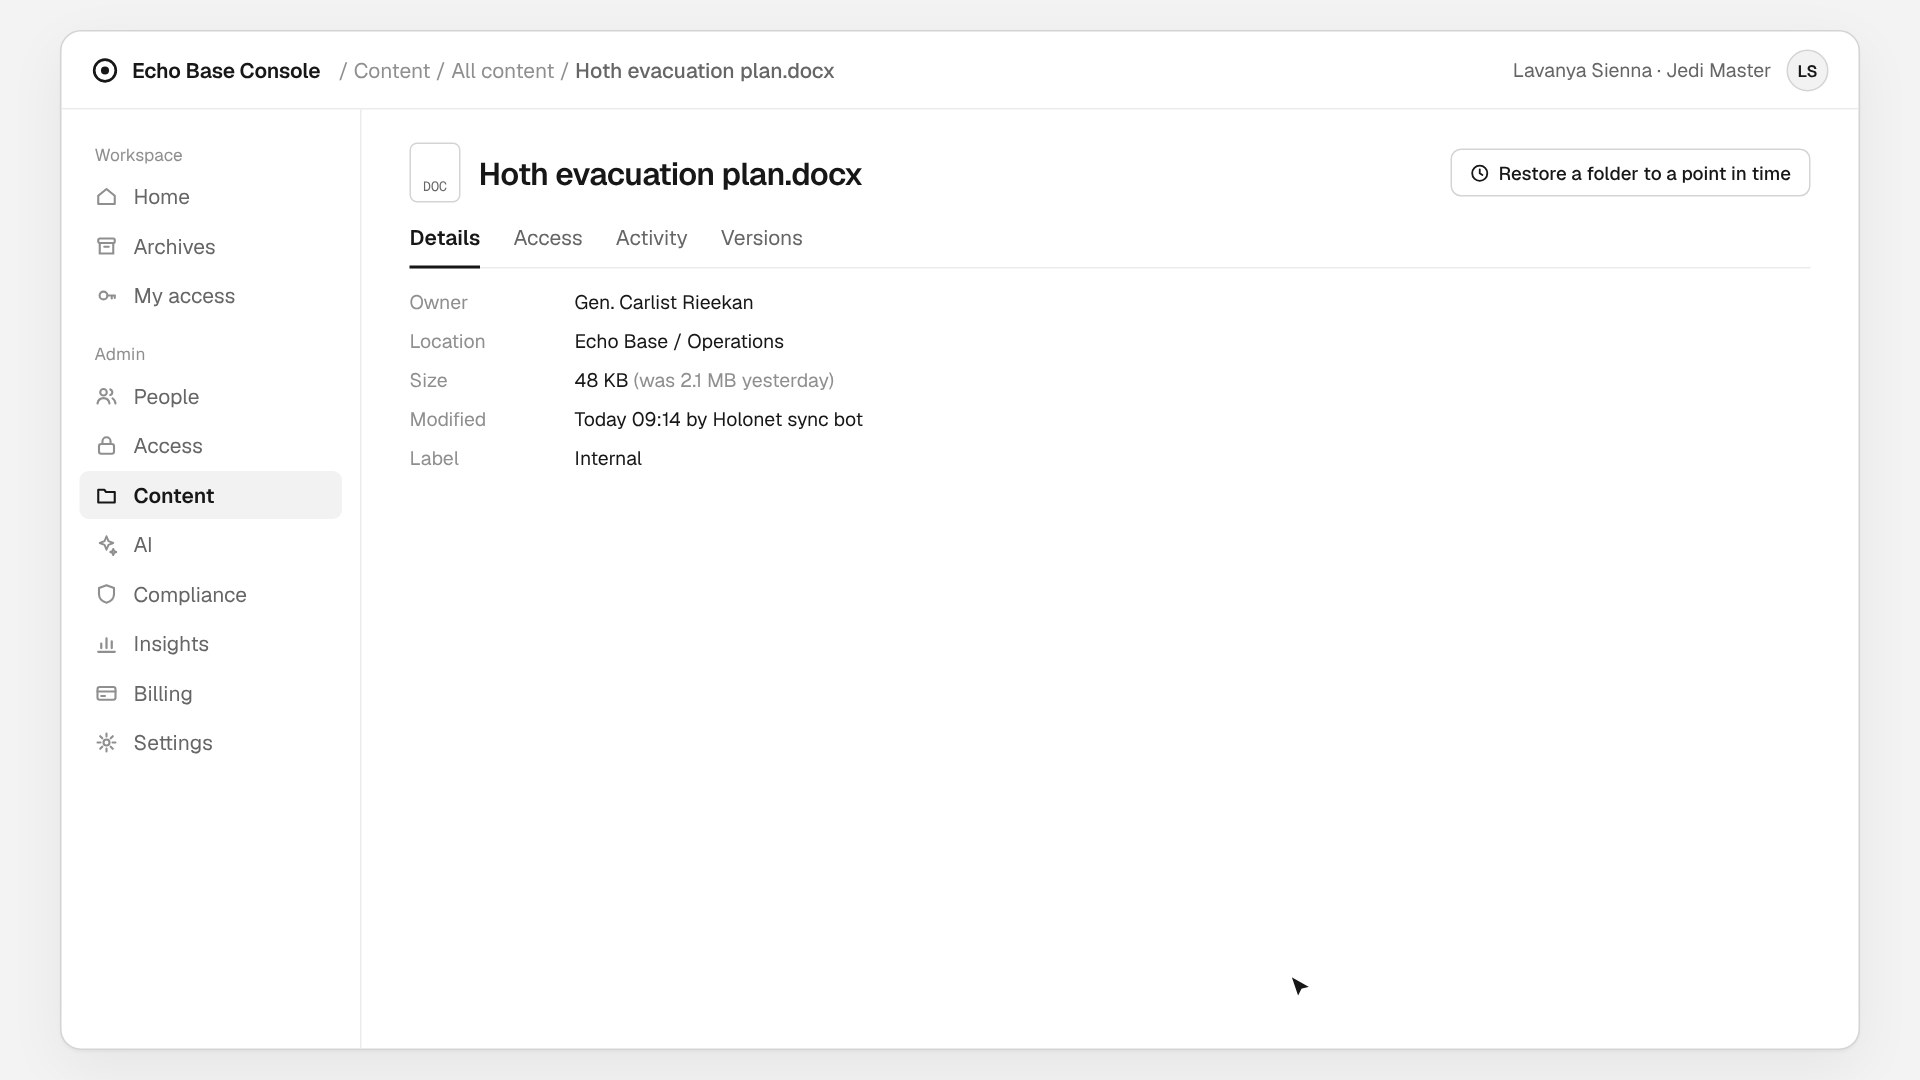 Echo Base Console / Content / All content / Hoth evacuation plan.docx
Lavanya Sienna · Jedi Master LS
Workspace
Home
Archives
My access
Admin
People
Access
Content
AI
Compliance
Insights
Billing
Settings
DOC
Hoth evacuation plan.docx
Restore a folder to a point in time
Details Access Activity Versions
Owner Gen. Carlist Rieekan
Location Echo Base / Operations
Size 48 KB (was 2.1 MB yesterday)
Modified Today 09:14 by Holonet sync bot
Label Internal